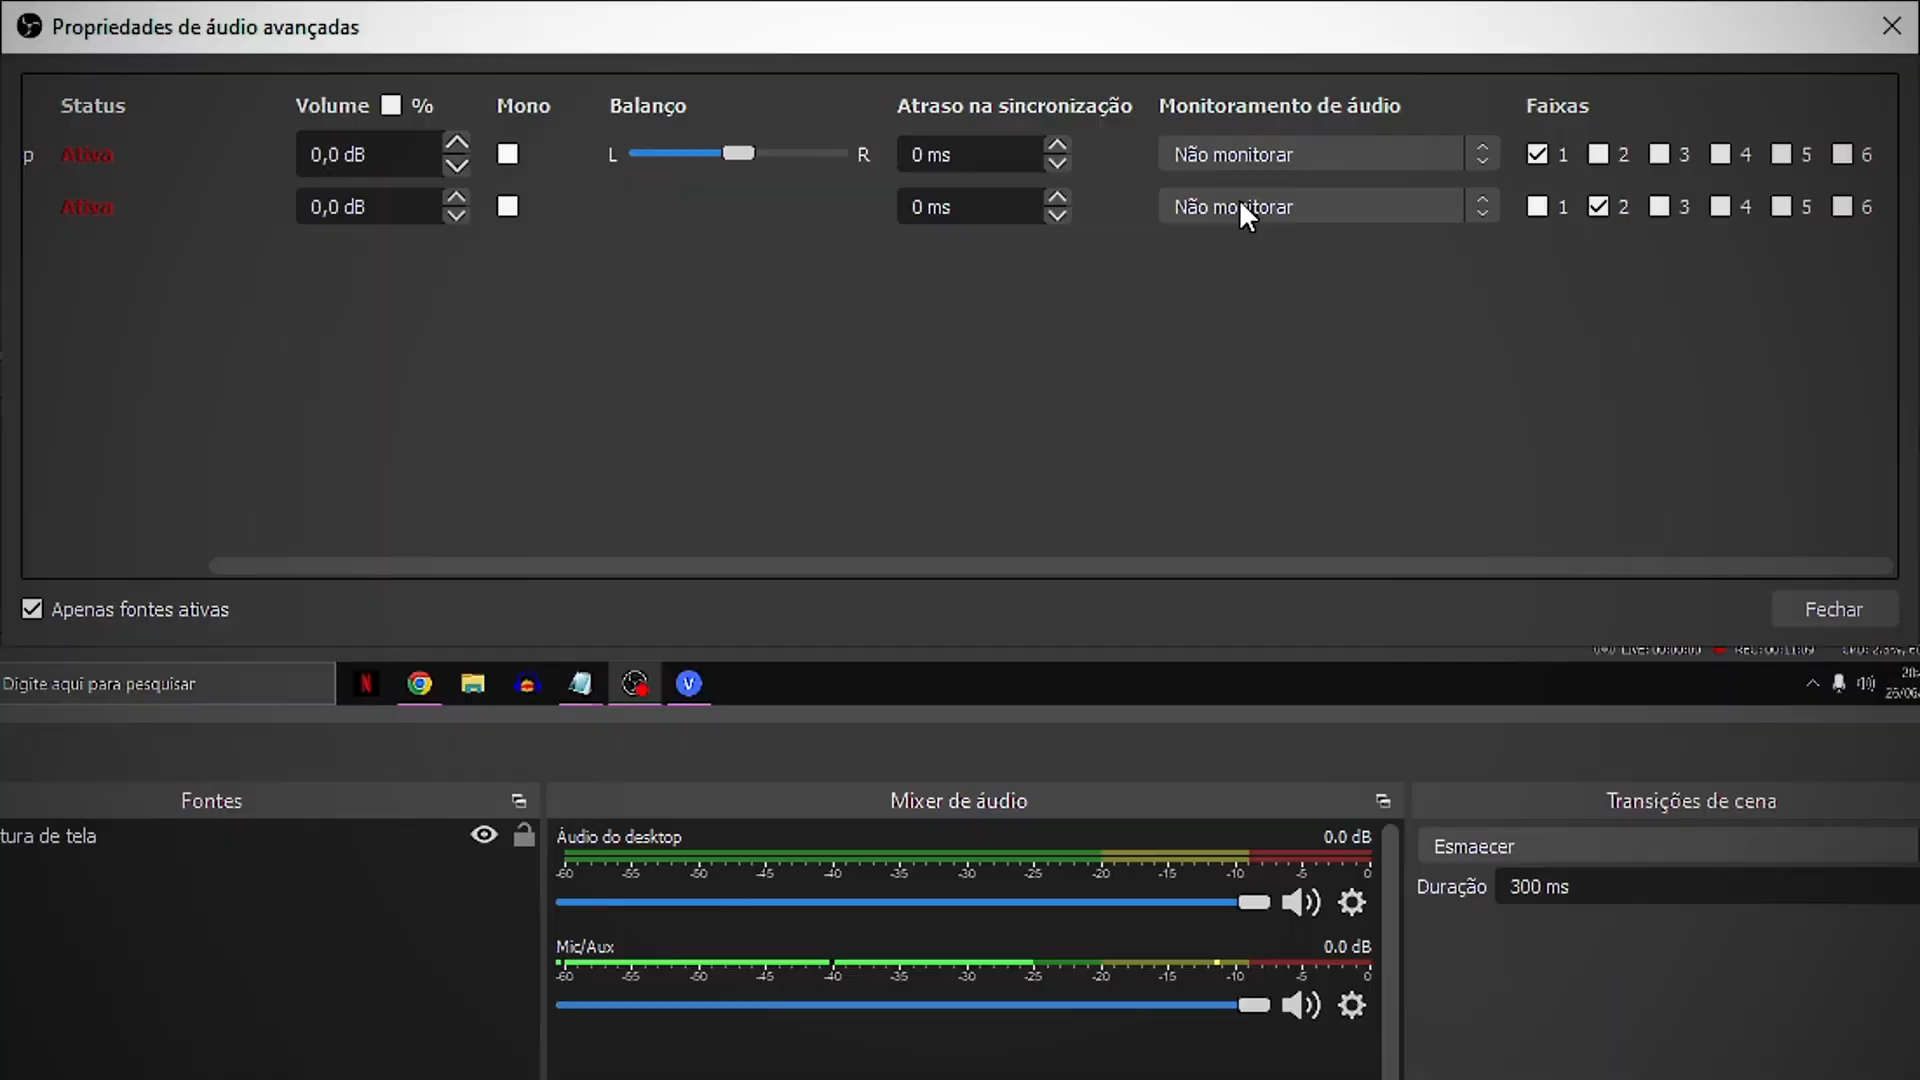 Propriedades de áudio avançadas
Status Volume % Mono Balanço Atraso na sincronização Monitoramento de áudio Faixas
p Ativa 0,0 dB L R 0 ms Não monitorar 1 2 3 4 5 6
Ativa 0,0 dB 0 ms Não monitorar 1 2 3 4 5 6
Apenas fontes ativas Fechar
Digite aqui para pesquisar N V
Fontes Mixer de áudio Transições de cena
tura de tela Áudio do desktop 0.0 dB Esmaecer
-60 -55 -50 -45 -40 -35 -30 -25 -20 -15 -10 -5 0
Duração 300 ms
Mic/Aux 0.0 dB
-60 -55 -50 -45 -40 -35 -30 -25 -20 -15 -10 -5 0